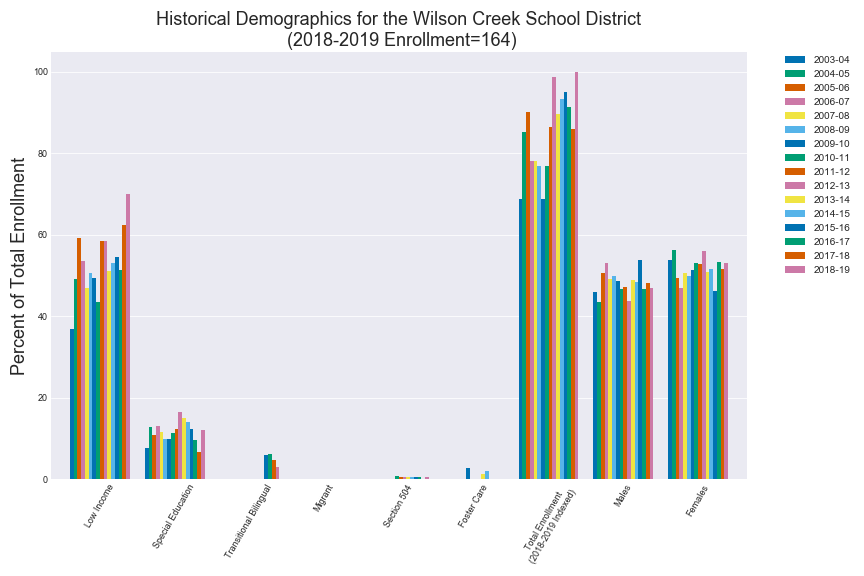 Historical Demographics for the Wilson Creek School District
(2018-2019 Enrollment=164)
Percent of Total Enrollment
100
80
60
40
20
0
Low Income
Special Education
Transitional Bilingual
Migrant
Section 504
Foster Care
Total Enrollment
(2018-2019 Indexed)
Males
Females
2003-04
2004-05
2005-06
2006-07
2007-08
2008-09
2009-10
2010-11
2011-12
2012-13
2013-14
2014-15
2015-16
2016-17
2017-18
2018-19